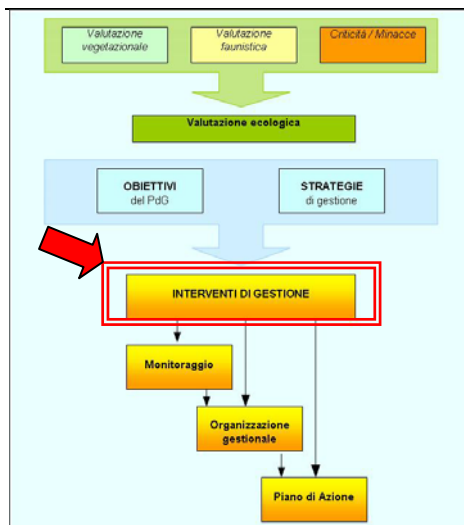 Valutazione
vegetazionale
Valutazione
faunistica
Criticità / Minacce
Valutazione ecologica
OBIETTIVI
del PdG
STRATEGIE
di gestione
INTERVENTI DI GESTIONE
Monitoraggio
Organizzazione
gestionale
Piano di Azione